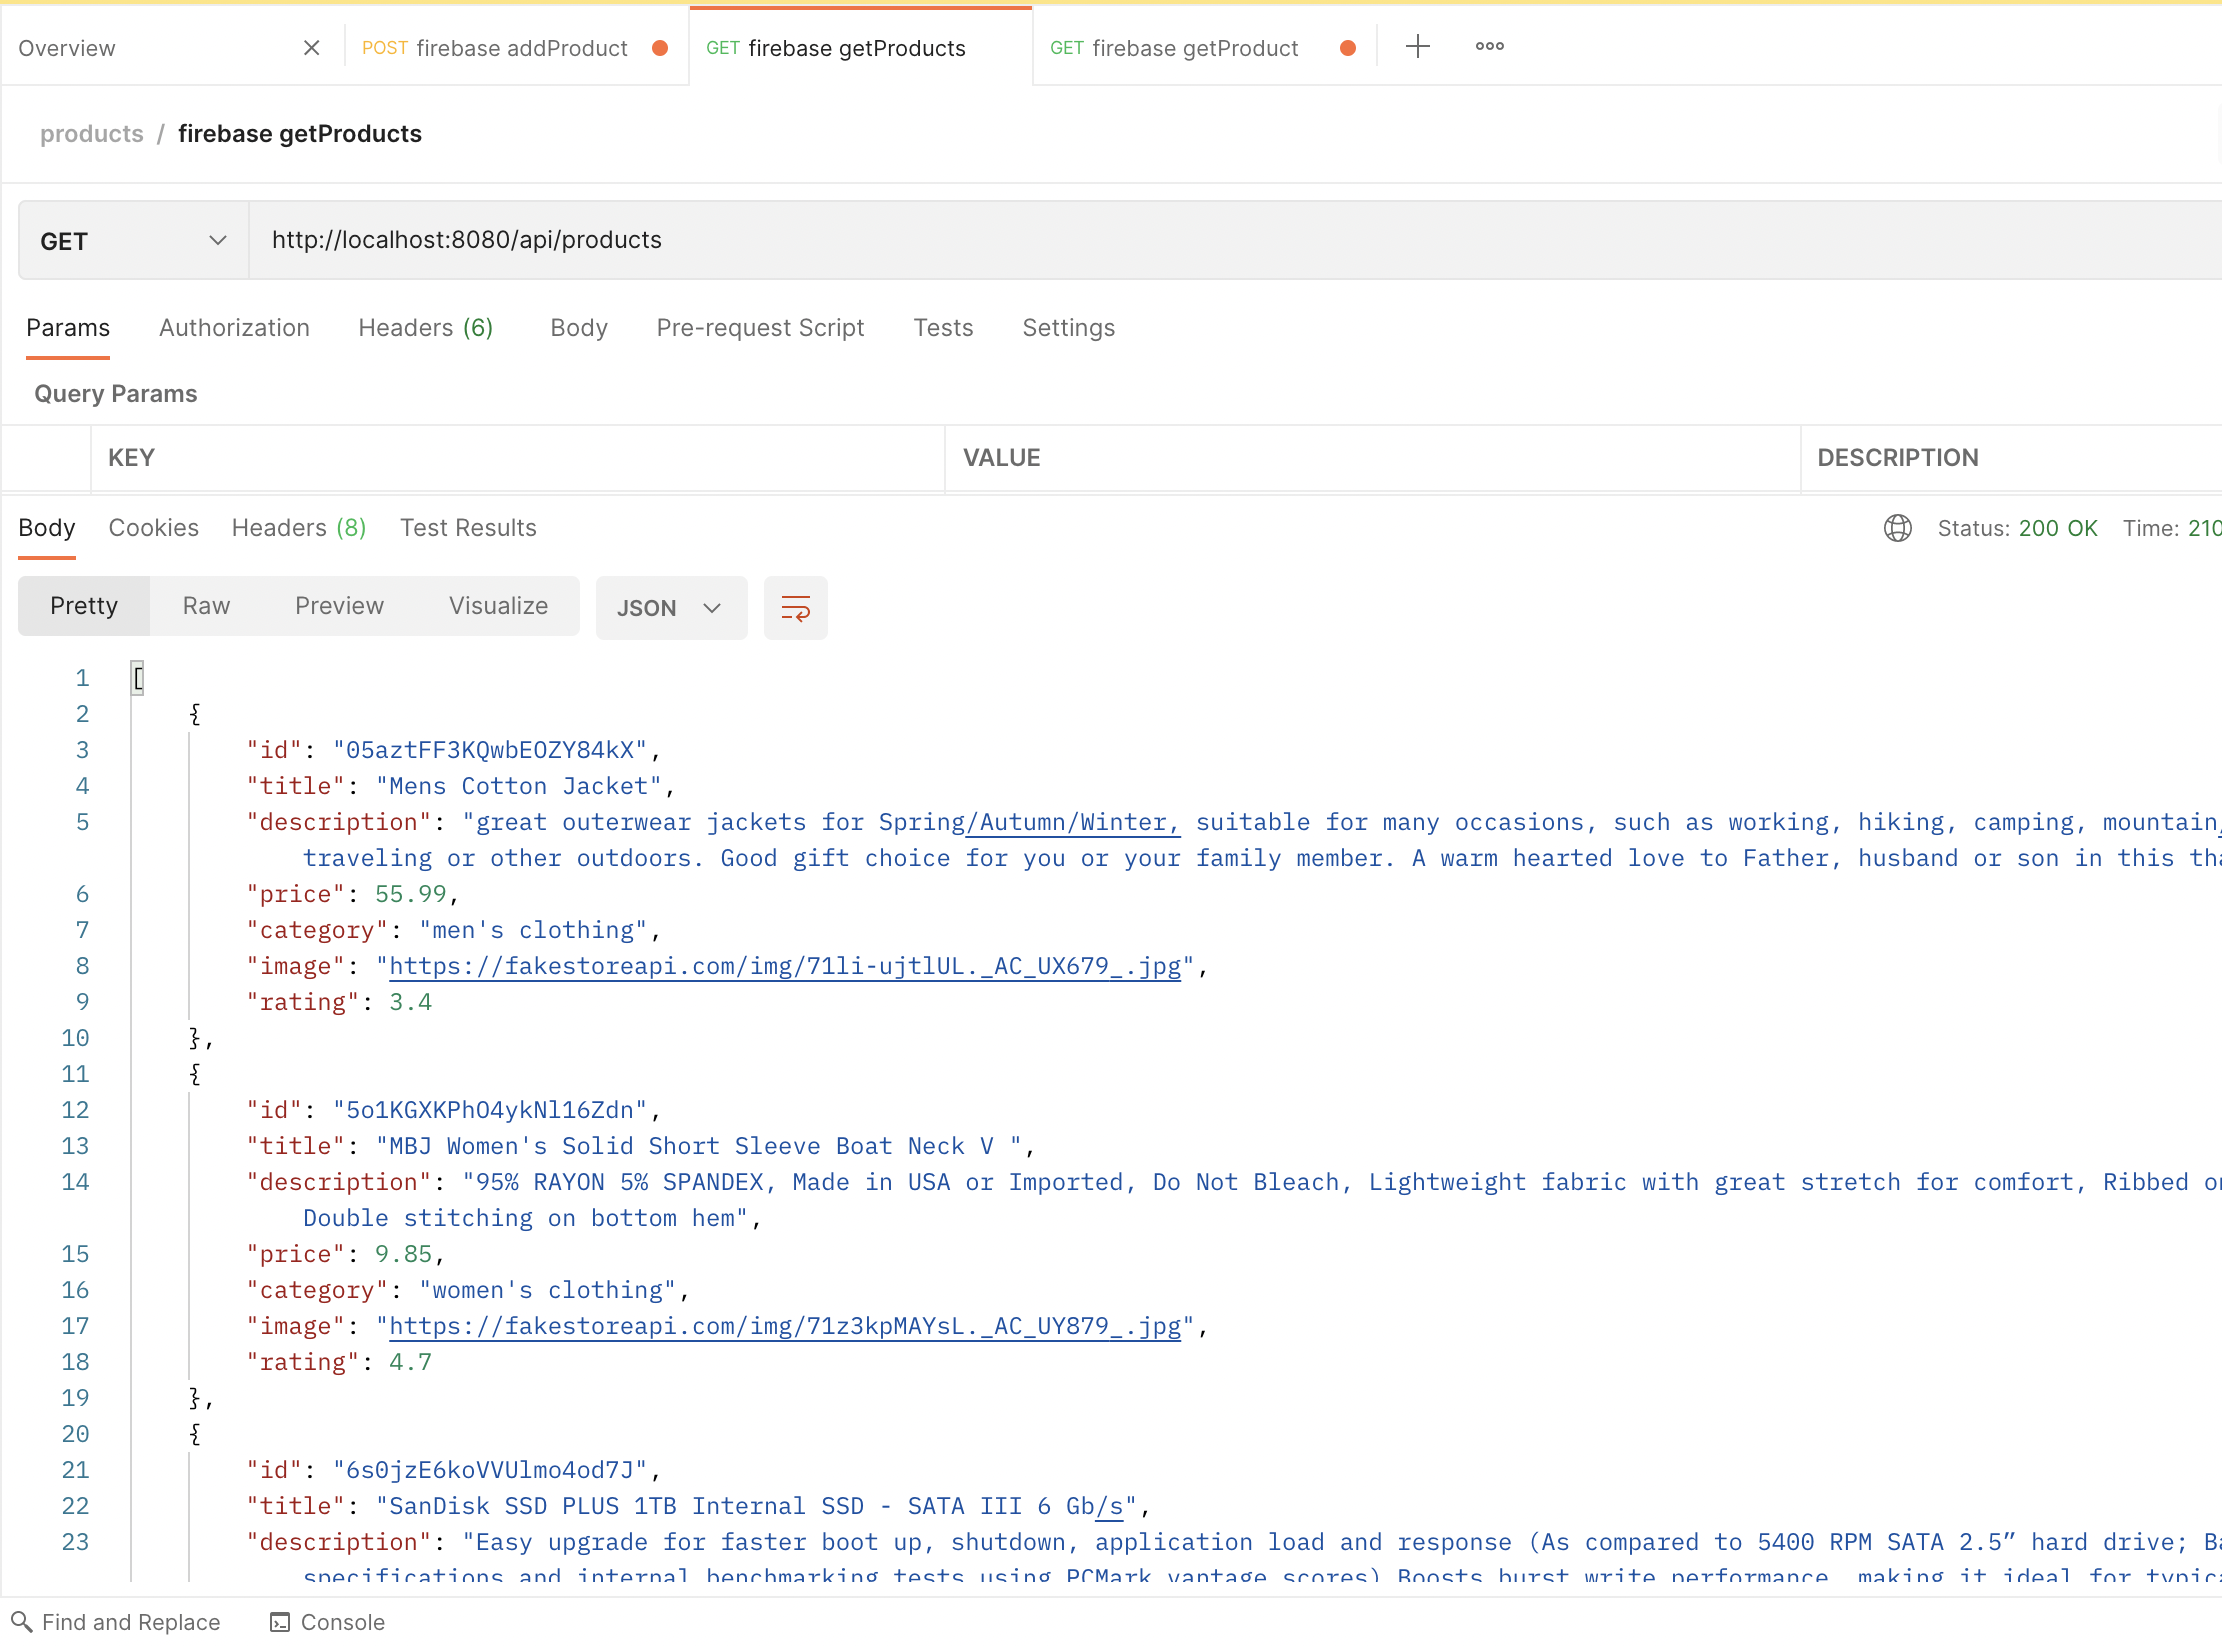 Overview
POST firebase addProduct
GET firebase getProducts
GET firebase getProduct
products / firebase getProducts
GET
http://localhost:8080/api/products
Params Authorization Headers (6) Body Pre-request Script Tests Settings
Query Params
KEY VALUE DESCRIPTION
Body Cookies Headers (8) Test Results Status: 200 OK Time: 210
Pretty Raw Preview Visualize JSON
1 [
2 {
3 "id": "05aztFF3KQwbEOZY84kX",
4 "title": "Mens Cotton Jacket",
5 "description": "great outerwear jackets for Spring/Autumn/Winter, suitable for many occasions, such as working, hiking, camping, mountain
traveling or other outdoors. Good gift choice for you or your family member. A warm hearted love to Father, husband or son in this
6 "price": 55.99,
7 "category": "men's clothing",
8 "image": "https://fakestoreapi.com/img/71li-ujtlUL._AC_UX679_.jpg",
9 "rating": 3.4
10 },
11 {
12 "id": "5o1KGXKPhO4ykNl16Zdn",
13 "title": "MBJ Women's Solid Short Sleeve Boat Neck V ",
14 "description": "95% RAYON 5% SPANDEX, Made in USA or Imported, Do Not Bleach, Lightweight fabric with great stretch for comfort, Ribbed
Double stitching on bottom hem",
15 "price": 9.85,
16 "category": "women's clothing",
17 "image": "https://fakestoreapi.com/img/71z3kpMAYsL._AC_UY879_.jpg",
18 "rating": 4.7
19 },
20 {
21 "id": "6s0jzE6koVVUlmo4od7J",
22 "title": "SanDisk SSD PLUS 1TB Internal SSD - SATA III 6 Gb/s",
23 "description": "Easy upgrade for faster boot up, shutdown, application load and response (As compared to 5400 RPM SATA 2.5” hard drive;
specifications and internal benchmarking tests using PCMark vantage scores) Boosts burst write performance, making it ideal for
Find and Replace Console